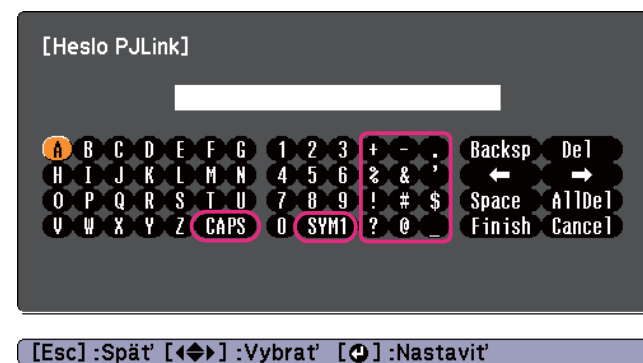 [Heslo PJLink]
A B C D E F G 1 2 3 + - . Backsp Del
H I J K L M N 4 5 6 % & ' ← →
O P Q R S T U 7 8 9 ! # $ Space AllDel
V W X Y Z CAPS 0 SYM1 ? @ _ Finish Cancel
[Esc] :Späť [◀◆▶] :Vybrať [↵] :Nastaviť